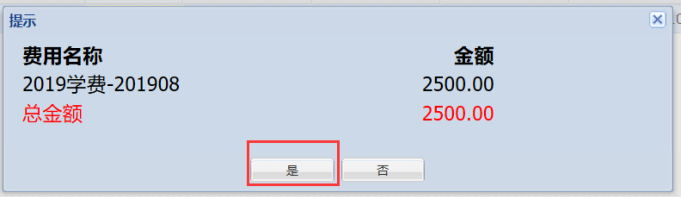 提示
费用名称 金额
2019学费-201908 2500.00
总金额 2500.00
是 否